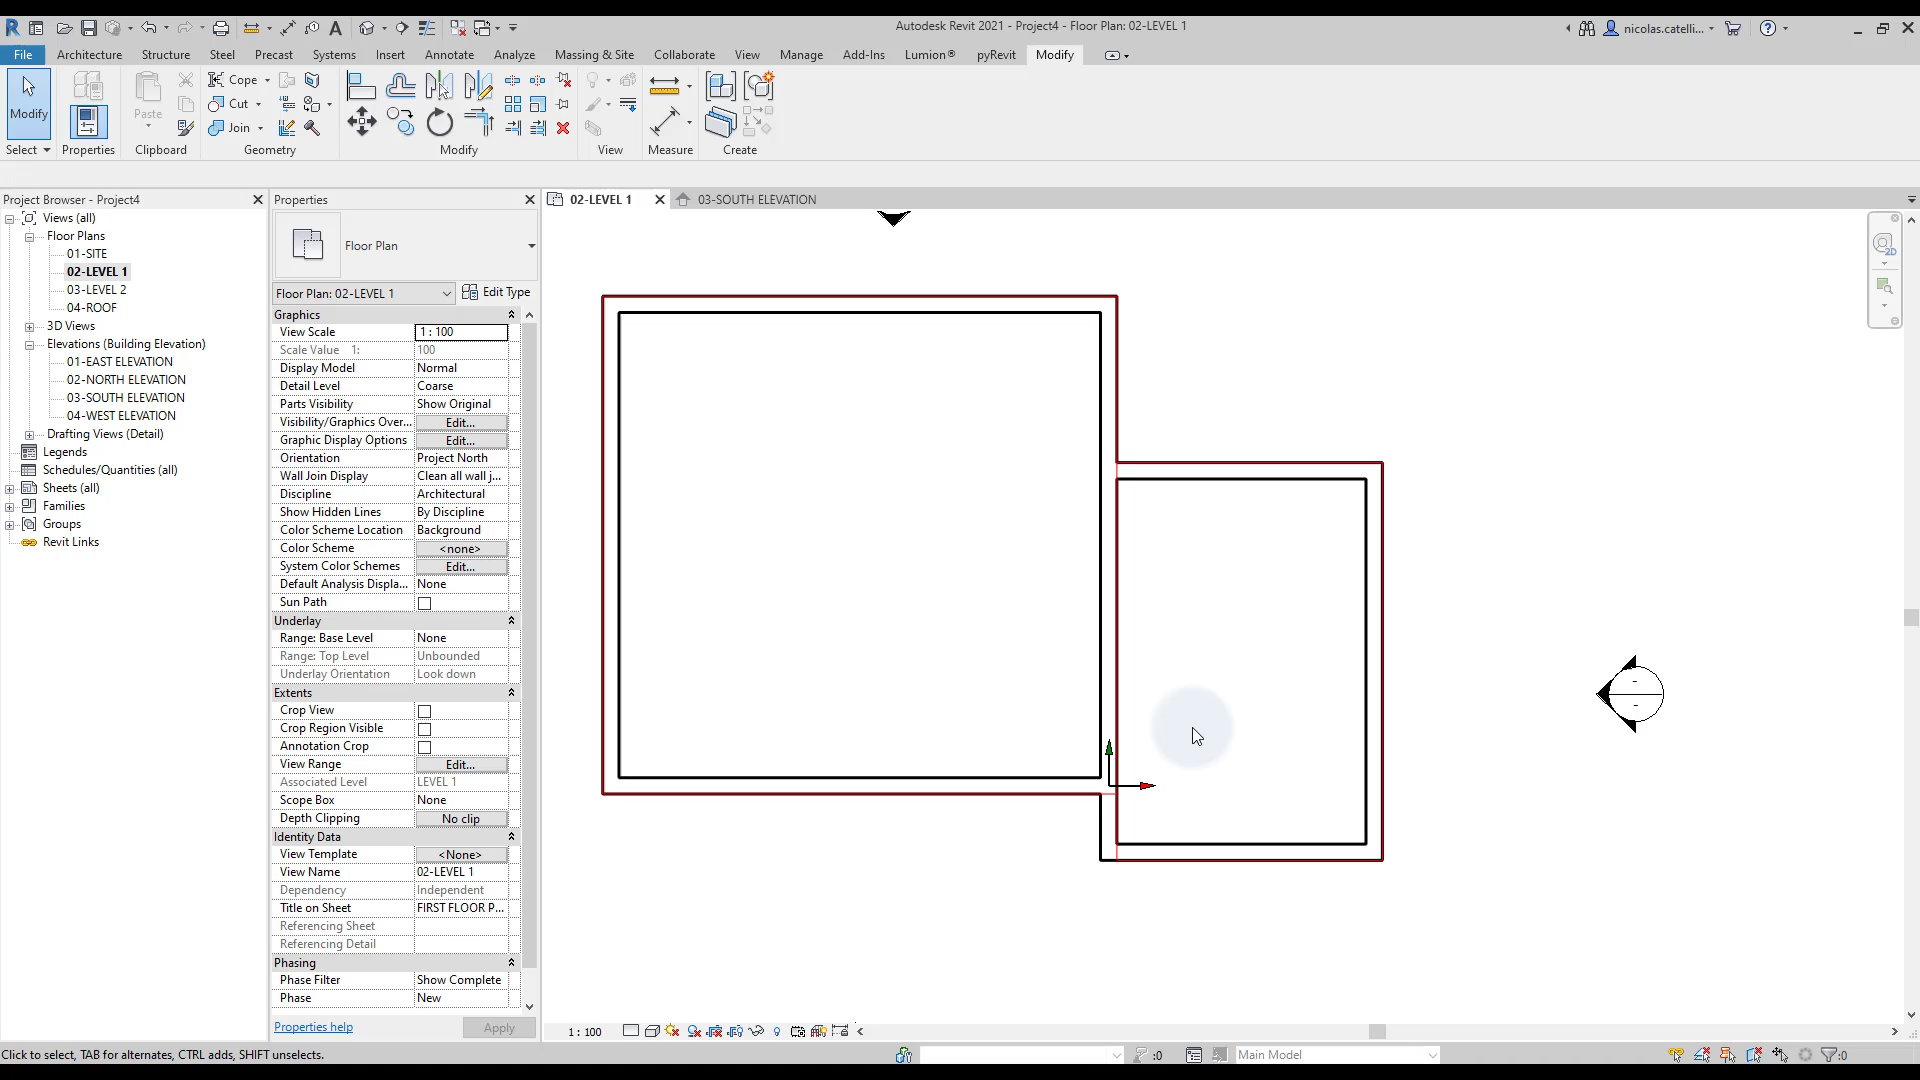 Autodesk Revit 2021 - Project4 - Floor Plan: 02-LEVEL 1
nicolas.catelli...
File Architecture Structure Steel Precast Systems Insert Annotate Analyze Massing & Site Collaborate View Manage Add-Ins Lumion® pyRevit Modify
Modify
Paste
Cope
Cut
Join
Select Properties Clipboard Geometry Modify View Measure Create
Project Browser - Project4
Views (all)
Floor Plans
01-SITE
02-LEVEL 1
03-LEVEL 2
04-ROOF
3D Views
Elevations (Building Elevation)
01-EAST ELEVATION
02-NORTH ELEVATION
03-SOUTH ELEVATION
04-WEST ELEVATION
Drafting Views (Detail)
Legends
Schedules/Quantities (all)
Sheets (all)
Families
Groups
Revit Links
Properties
Floor Plan
Floor Plan: 02-LEVEL 1 Edit Type
Graphics
View Scale 1 : 100
Scale Value 1: 100
Display Model Normal
Detail Level Coarse
Parts Visibility Show Original
Visibility/Graphics Over... Edit...
Graphic Display Options Edit...
Orientation Project North
Wall Join Display Clean all wall j...
Discipline Architectural
Show Hidden Lines By Discipline
Color Scheme Location Background
Color Scheme <none>
System Color Schemes Edit...
Default Analysis Displa... None
Sun Path
Underlay
Range: Base Level None
Range: Top Level Unbounded
Underlay Orientation Look down
Extents
Crop View
Crop Region Visible
Annotation Crop
View Range Edit...
Associated Level LEVEL 1
Scope Box None
Depth Clipping No clip
Identity Data
View Template <None>
View Name 02-LEVEL 1
Dependency Independent
Title on Sheet FIRST FLOOR P...
Referencing Sheet
Referencing Detail
Phasing
Phase Filter Show Complete
Phase New
Properties help Apply
02-LEVEL 1 03-SOUTH ELEVATION
2D
1 : 100
Click to select, TAB for alternates, CTRL adds, SHIFT unselects.
:0
Main Model
:0